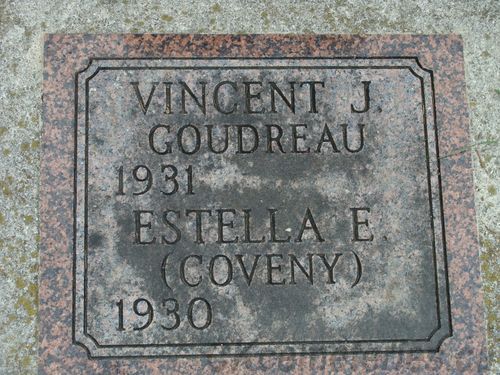 VINCENT J.
GOUDREAU
1931
ESTELLA E.
(COVENY)
1930